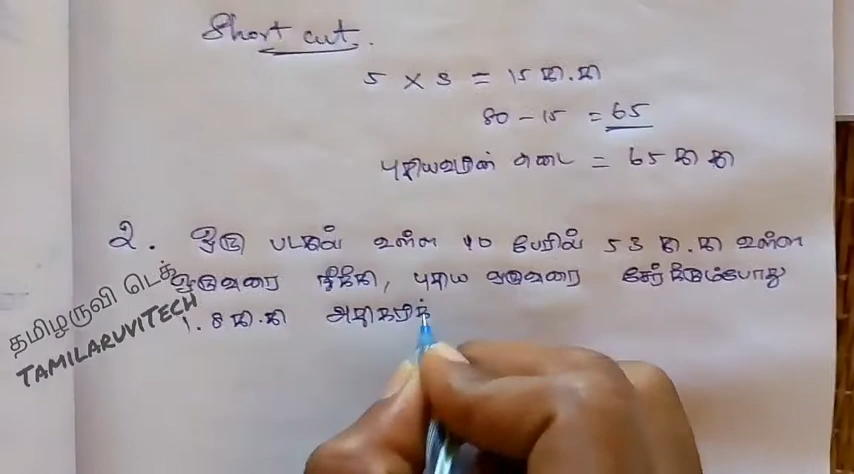 Short cut.
5 × 3 = 15 கி.கி
80 – 15 = 65
புதியவரின் எடை = 65 கி கி
2. ஒரு படகில் உள்ள 10 பேரில் 53 கி.கி உள்ள
ஒருவரை நீக்கி, புதிய ஒருவரை சேர்க்கும்போது
1.8 கி.கி அதிகரிக்
தமிழருவி டெக்
TAMILARUVITECH